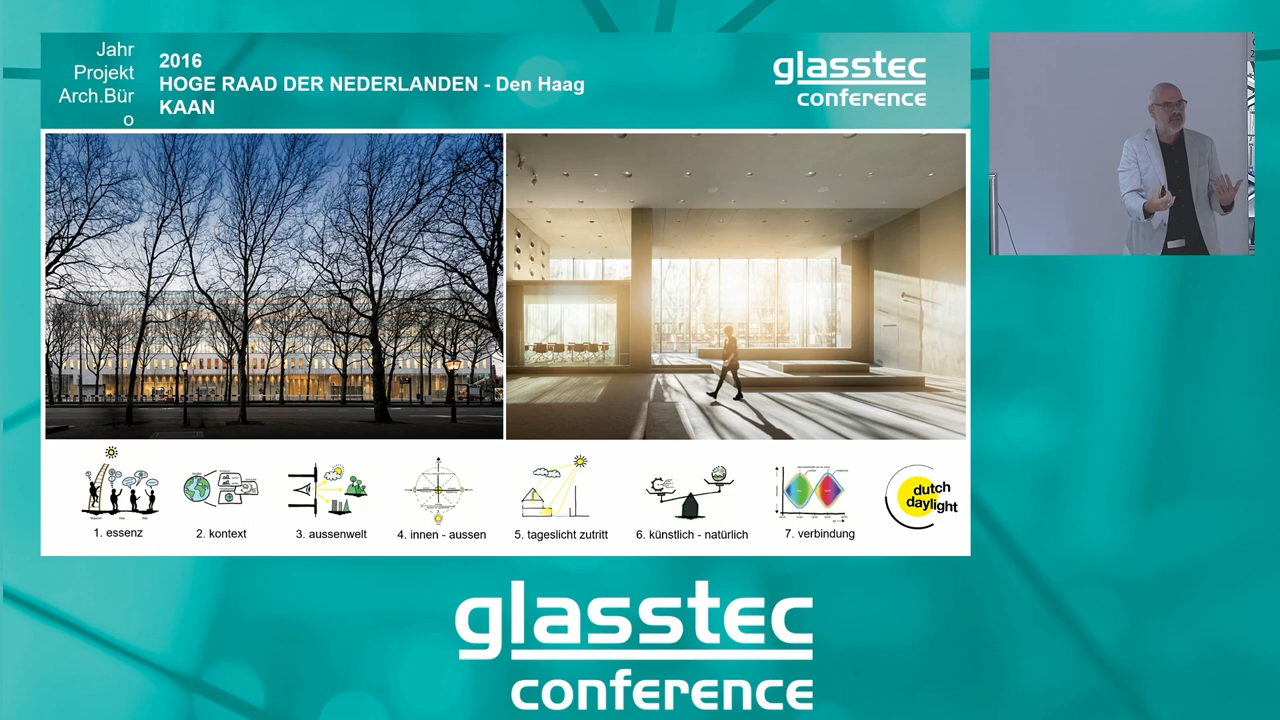 Jahr
Projekt
Arch.Bür
o
2016
HOGE RAAD DER NEDERLANDEN - Den Haag
KAAN
glasstec
conference
1. essenz
2. kontext
3. aussenwelt
4. innen - aussen
5. tageslicht zutritt
6. künstlich - natürlich
7. verbindung
dutch
daylight
glasstec
conference